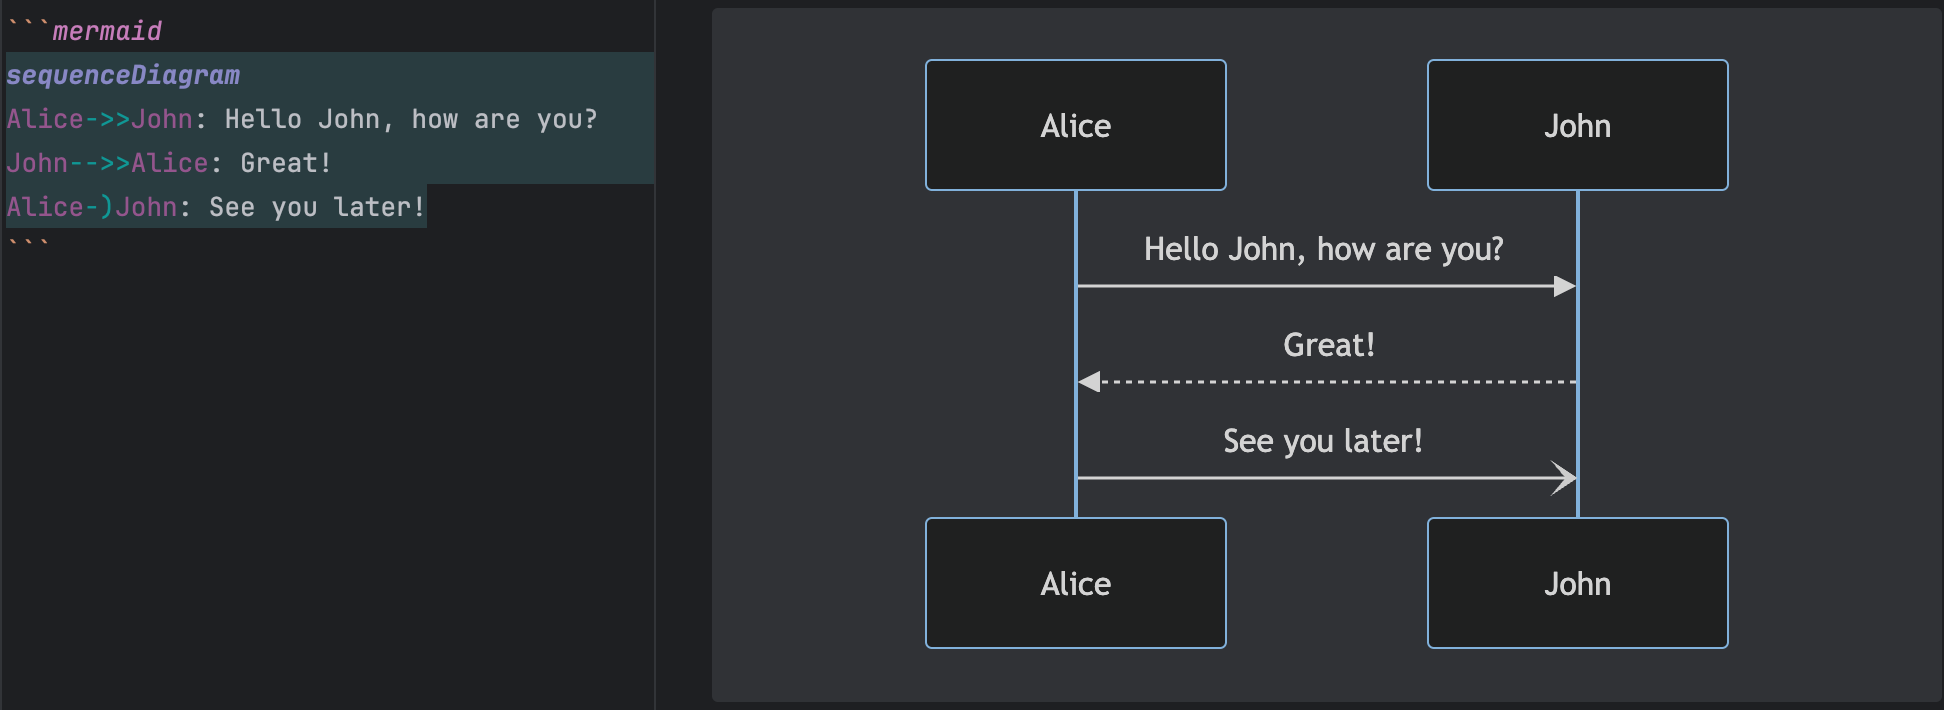 ```mermaid
sequenceDiagram
Alice->>John: Hello John, how are you?
John-->>Alice: Great!
Alice-)John: See you later!
```
Alice John
Hello John, how are you?
Great!
See you later!
Alice John